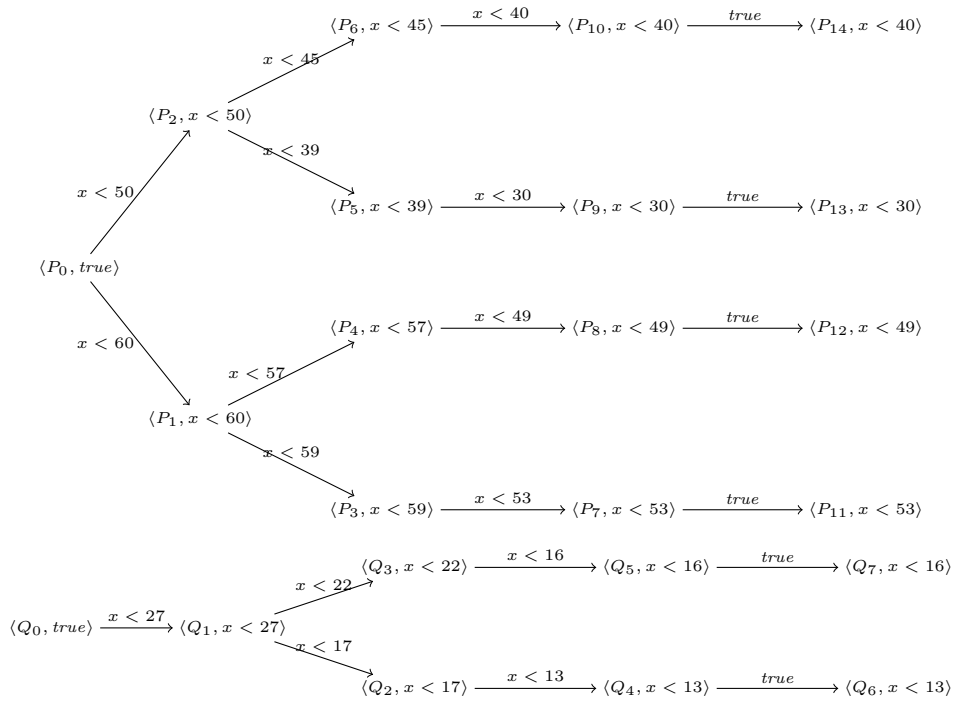 ⟨P₆, x < 45⟩ x < 40 ⟨P₁₀, x < 40⟩ true ⟨P₁₄, x < 40⟩
x < 45
⟨P₂, x < 50⟩
x < 39
x < 50
⟨P₅, x < 39⟩ x < 30 ⟨P₉, x < 30⟩ true ⟨P₁₃, x < 30⟩
⟨P₀, true⟩
x < 60
⟨P₄, x < 57⟩ x < 49 ⟨P₈, x < 49⟩ true ⟨P₁₂, x < 49⟩
x < 57
⟨P₁, x < 60⟩
x < 59
⟨P₃, x < 59⟩ x < 53 ⟨P₇, x < 53⟩ true ⟨P₁₁, x < 53⟩
⟨Q₃, x < 22⟩ x < 16 ⟨Q₅, x < 16⟩ true ⟨Q₇, x < 16⟩
x < 22
⟨Q₀, true⟩ x < 27 ⟨Q₁, x < 27⟩
x < 17
⟨Q₂, x < 17⟩ x < 13 ⟨Q₄, x < 13⟩ true ⟨Q₆, x < 13⟩